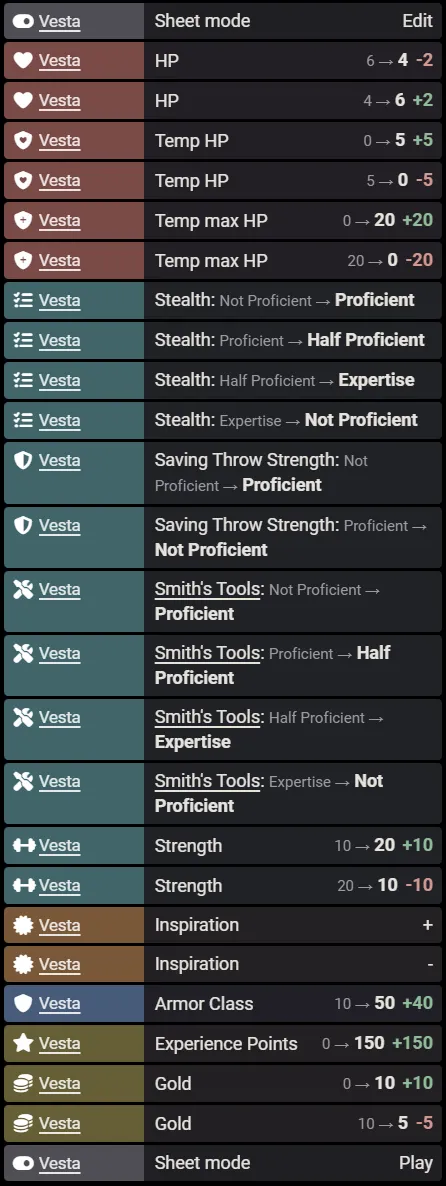 Vesta Sheet mode Edit
Vesta HP 6 → 4 -2
Vesta HP 4 → 6 +2
Vesta Temp HP 0 → 5 +5
Vesta Temp HP 5 → 0 -5
Vesta Temp max HP 0 → 20 +20
Vesta Temp max HP 20 → 0 -20
Vesta Stealth: Not Proficient → Proficient
Vesta Stealth: Proficient → Half Proficient
Vesta Stealth: Half Proficient → Expertise
Vesta Stealth: Expertise → Not Proficient
Vesta Saving Throw Strength: Not
Proficient → Proficient
Vesta Saving Throw Strength: Proficient →
Not Proficient
Vesta Smith's Tools: Not Proficient →
Proficient
Vesta Smith's Tools: Proficient → Half
Proficient
Vesta Smith's Tools: Half Proficient →
Expertise
Vesta Smith's Tools: Expertise → Not
Proficient
Vesta Strength 10 → 20 +10
Vesta Strength 20 → 10 -10
Vesta Inspiration +
Vesta Inspiration -
Vesta Armor Class 10 → 50 +40
Vesta Experience Points 0 → 150 +150
Vesta Gold 0 → 10 +10
Vesta Gold 10 → 5 -5
Vesta Sheet mode Play